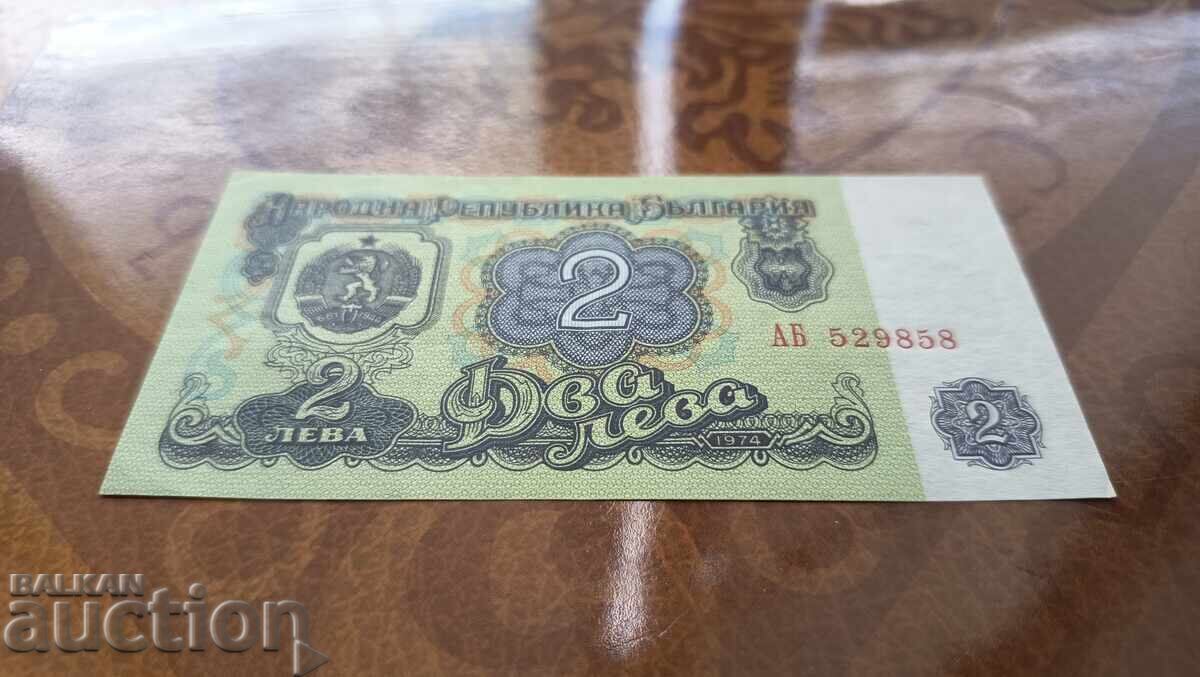 Народна Република България
2
АБ 529858
2
ЛЕВА
Два
лева
1974
2
BALKAN
auction